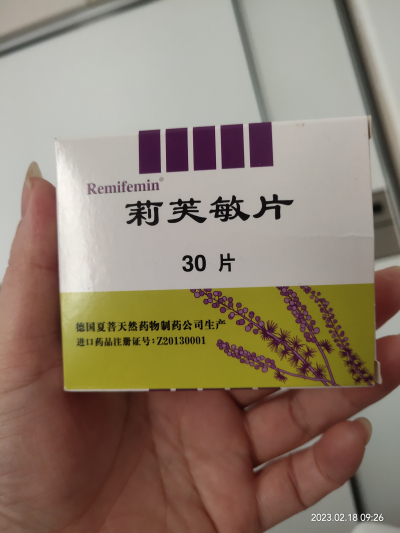 Remifemin®
莉芙敏片
30 片
德国夏菩天然药物制药公司生产
进口药品注册证号:Z20130001
2023.02.18 09:26